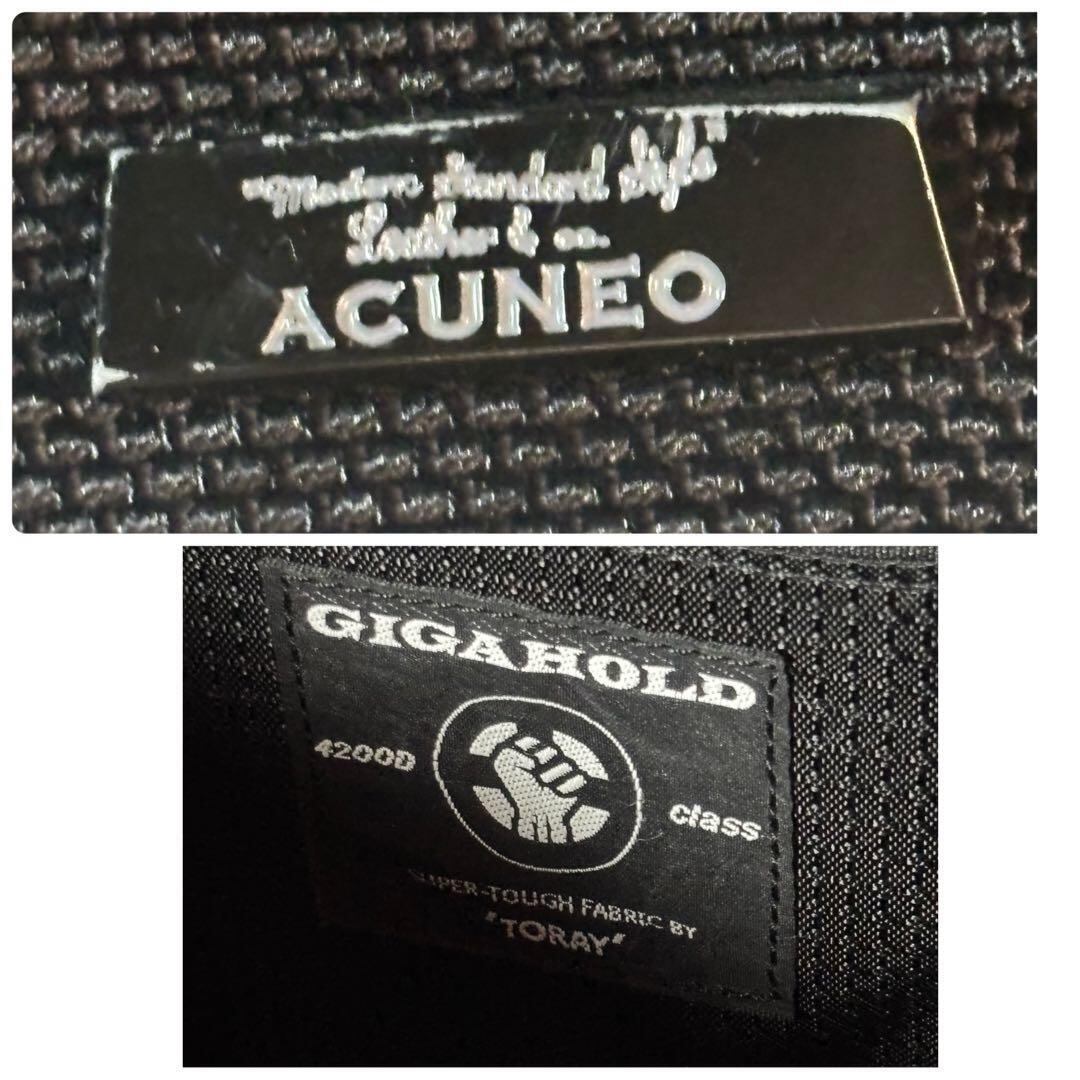 "Modern standard style"
Leather & co.
ACUNEO
GIGAHOLD
4200D
class
SUPER-TOUGH FABRIC BY
"TORAY"